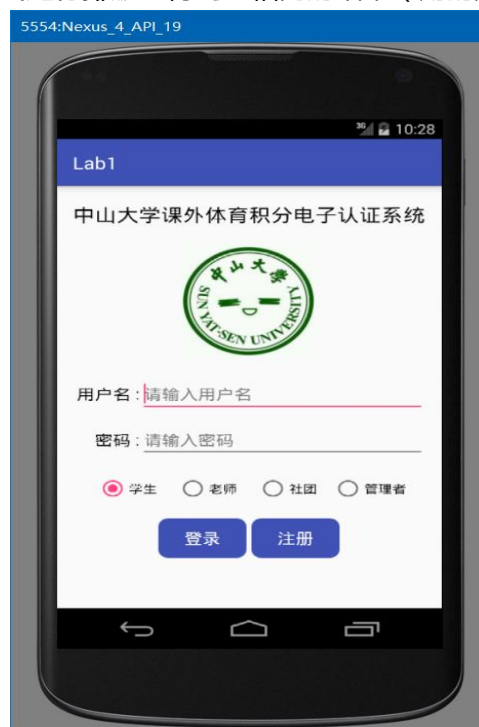 5554:Nexus_4_API_19
3G 10:28
Lab1
中山大学课外体育积分电子认证系统
中山大学
SUN YAT-SEN UNIVERSITY
用户名 : 请输入用户名
密码 : 请输入密码
学生 老师 社团 管理者
登录 注册